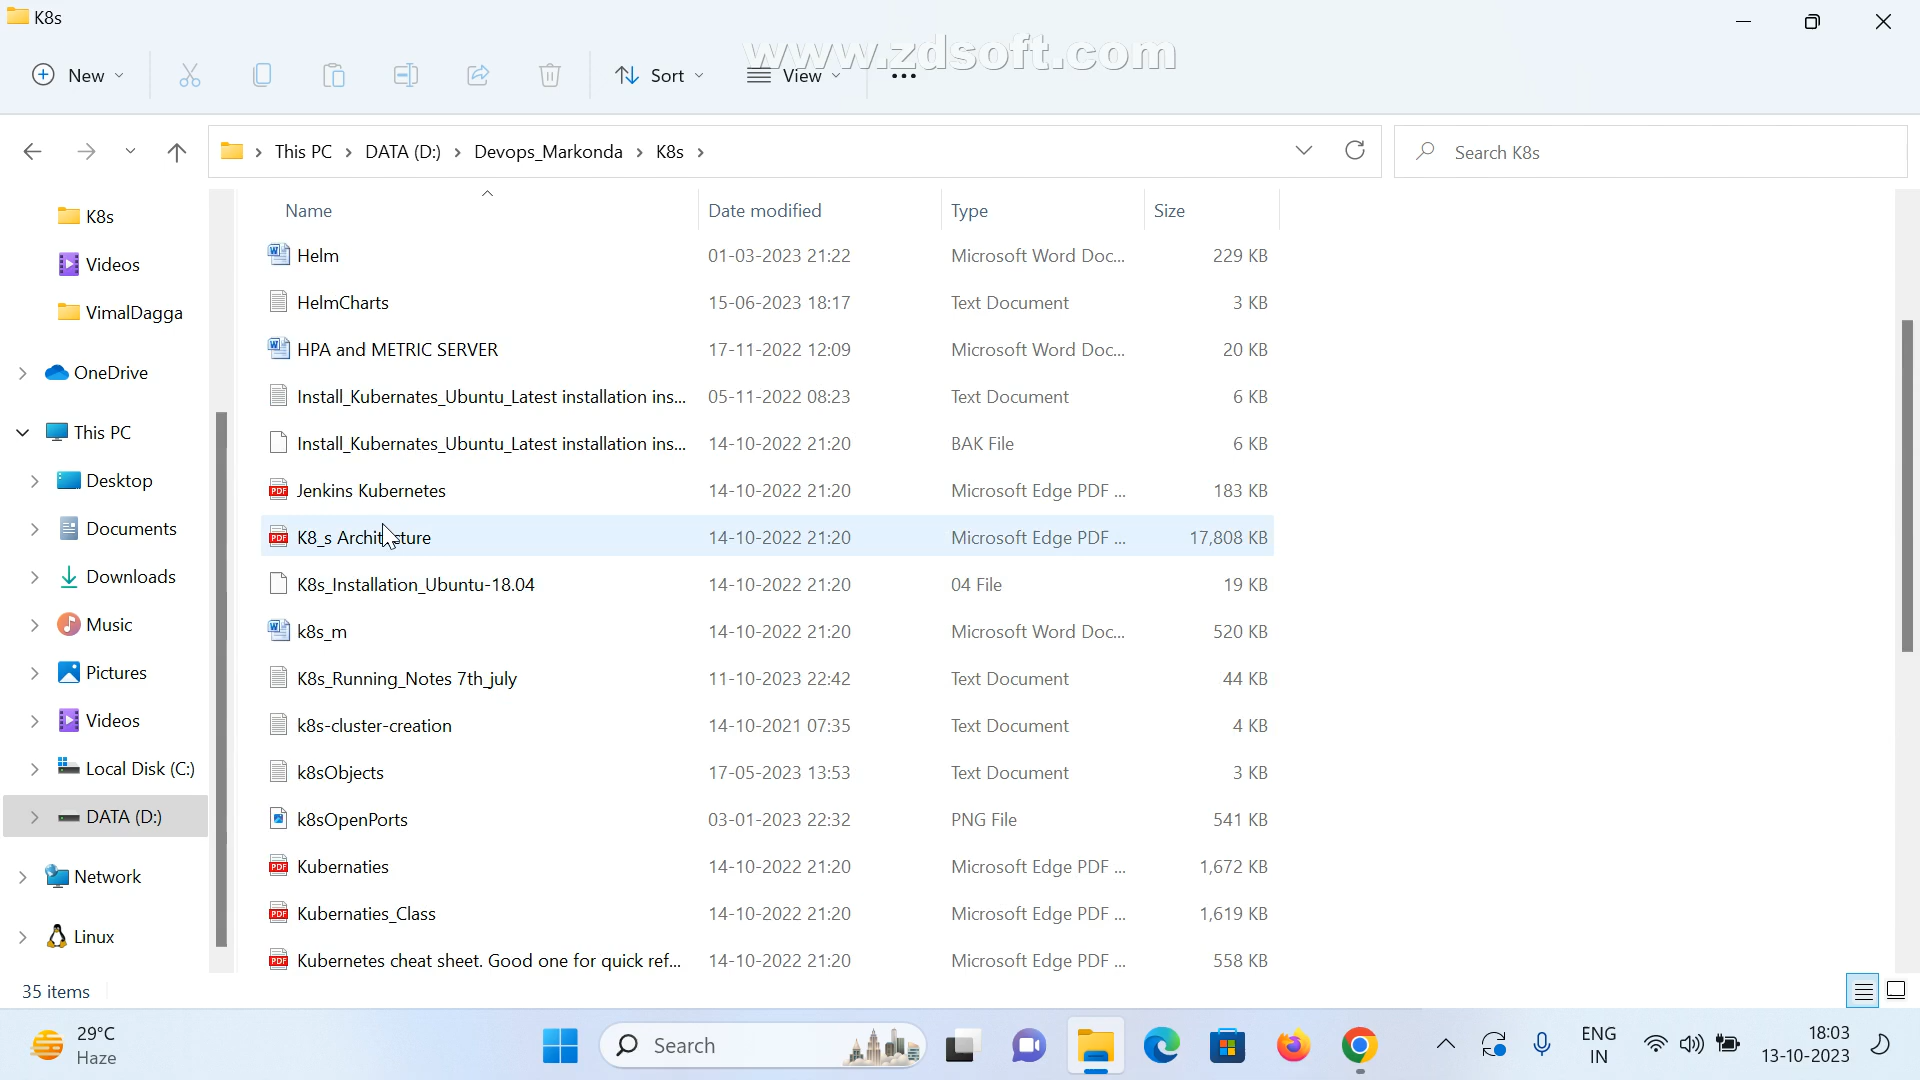 K8s
www.zdsoft.com
New
Sort
View
This PC
DATA (D:)
Devops_Markonda
K8s
Search K8s
K8s
Videos
VimalDagga
OneDrive
This PC
Desktop
Documents
Downloads
Music
Pictures
Videos
Local Disk (C:)
DATA (D:)
Network
Linux
Name Date modified Type Size
Helm 01-03-2023 21:22 Microsoft Word Doc... 229 KB
HelmCharts 15-06-2023 18:17 Text Document 3 KB
HPA and METRIC SERVER 17-11-2022 12:09 Microsoft Word Doc... 20 KB
Install_Kubernates_Ubuntu_Latest installation ins... 05-11-2022 08:23 Text Document 6 KB
Install_Kubernates_Ubuntu_Latest installation ins... 14-10-2022 21:20 BAK File 6 KB
Jenkins Kubernetes 14-10-2022 21:20 Microsoft Edge PDF ... 183 KB
K8_s Architecture 14-10-2022 21:20 Microsoft Edge PDF ... 17,808 KB
K8s_Installation_Ubuntu-18.04 14-10-2022 21:20 04 File 19 KB
k8s_m 14-10-2022 21:20 Microsoft Word Doc... 520 KB
K8s_Running_Notes 7th_july 11-10-2023 22:42 Text Document 44 KB
k8s-cluster-creation 14-10-2021 07:35 Text Document 4 KB
k8sObjects 17-05-2023 13:53 Text Document 3 KB
k8sOpenPorts 03-01-2023 22:32 PNG File 541 KB
Kubernaties 14-10-2022 21:20 Microsoft Edge PDF ... 1,672 KB
Kubernaties_Class 14-10-2022 21:20 Microsoft Edge PDF ... 1,619 KB
Kubernetes cheat sheet. Good one for quick ref... 14-10-2022 21:20 Microsoft Edge PDF ... 558 KB
35 items
29°C
Haze
Search
ENG
IN
18:03
13-10-2023